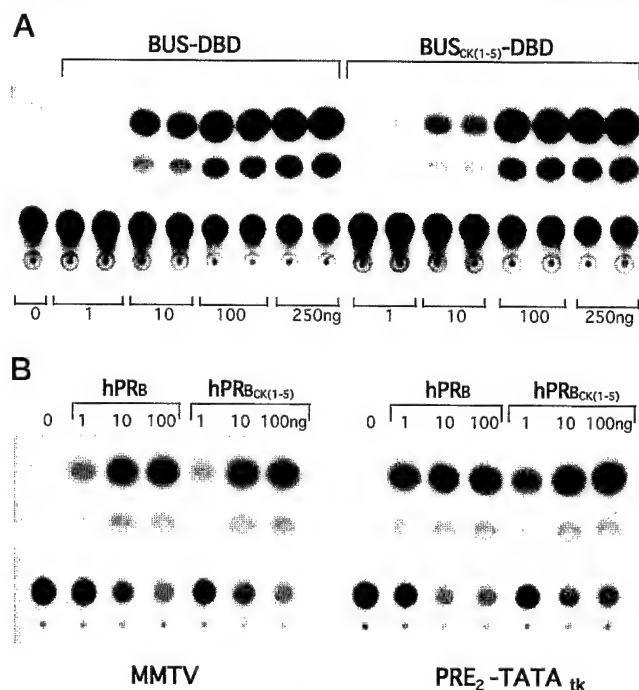 A
BUS-DBD BUSCK(1-5)-DBD
0 1 10 100 250ng 1 10 100 250ng
B
hPRB hPRBCK(1-5) hPRB hPRBCK(1-5)
0 1 10 100 1 10 100ng 0 1 10 100 1 10 100ng
MMTV PRE2-TATA tk